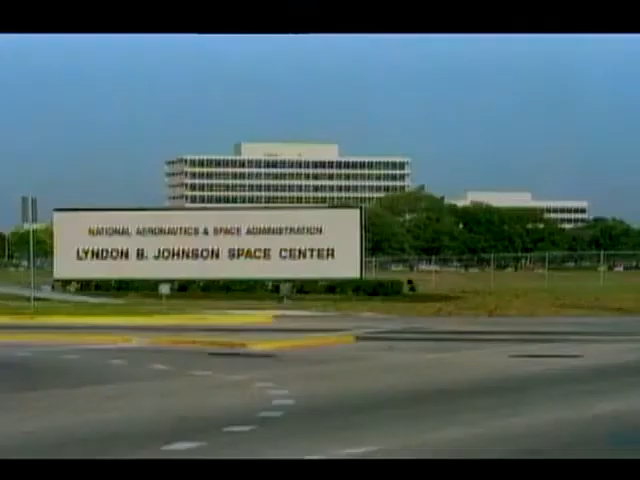 NATIONAL AERONAUTICS & SPACE ADMINISTRATION
LYNDON B. JOHNSON SPACE CENTER